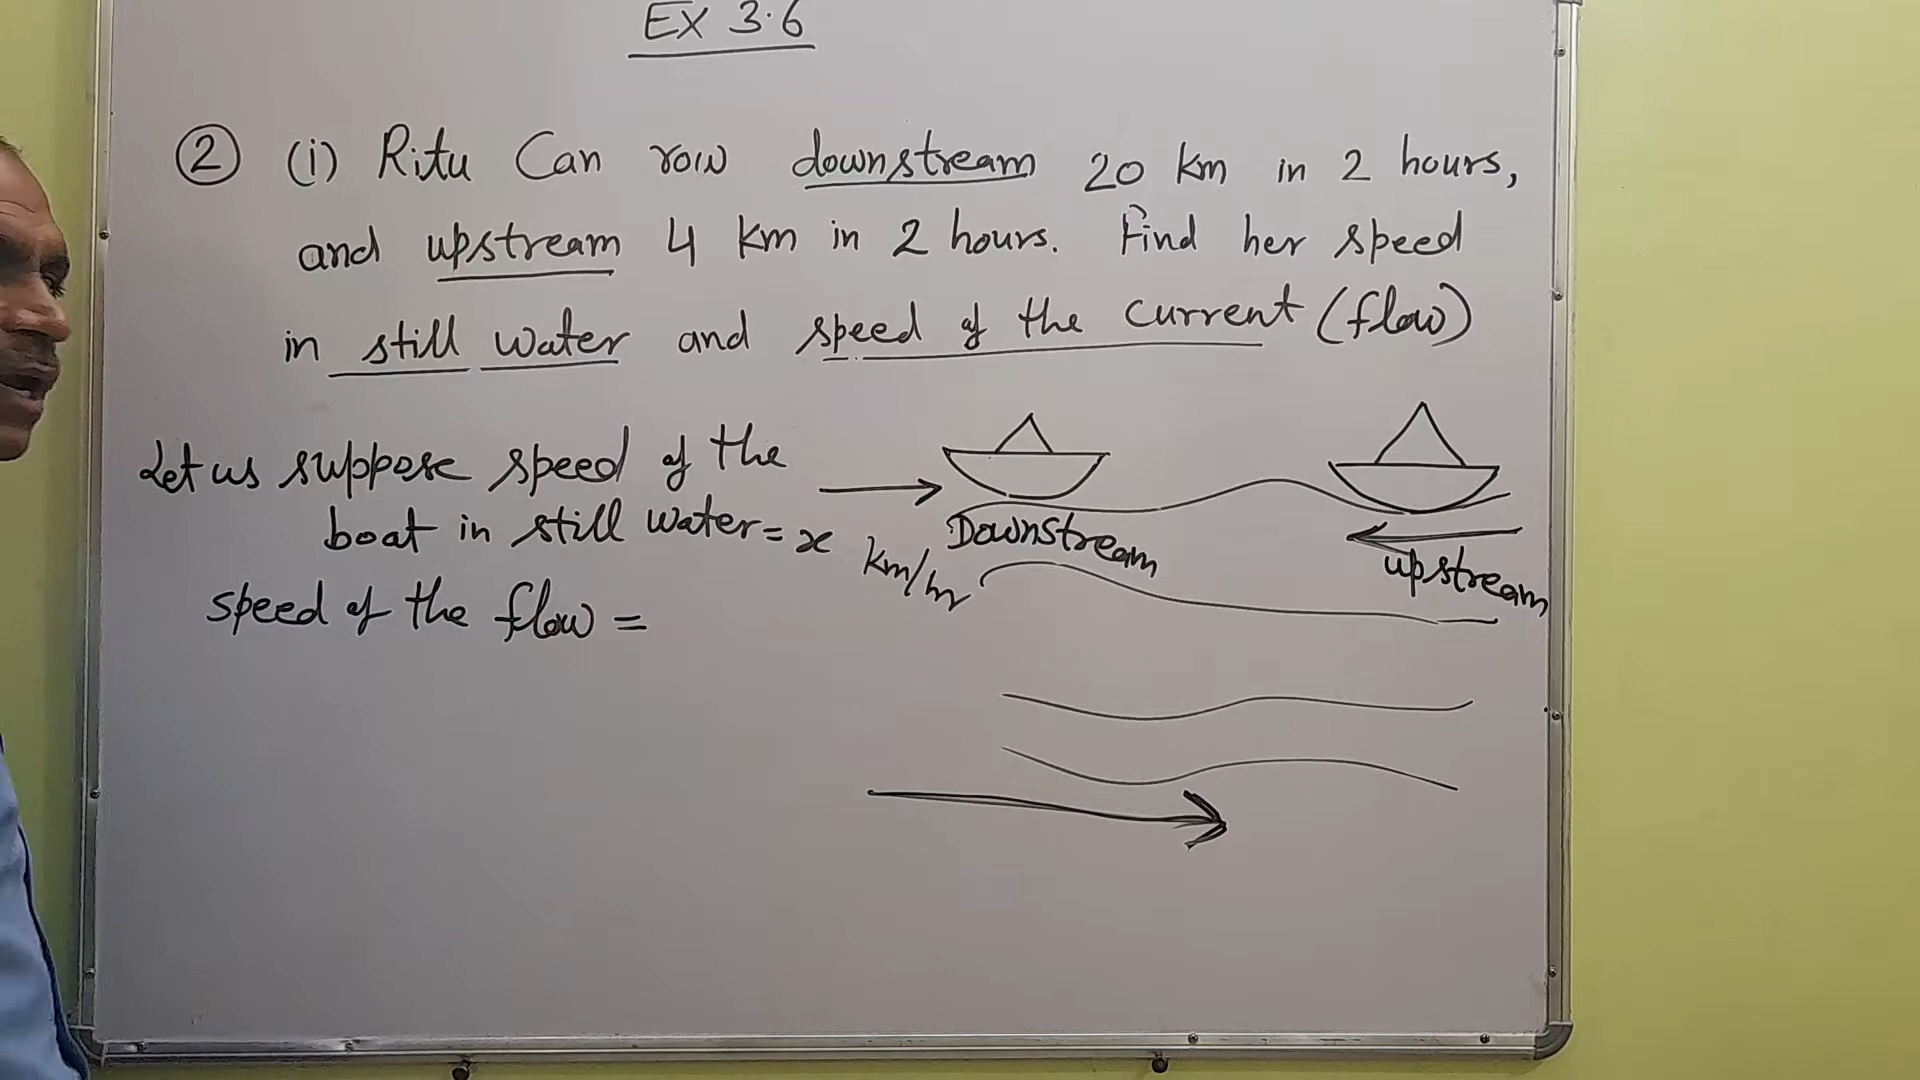 Ex 3.6
② (i) Ritu Can row downstream 20 km in 2 hours,
and upstream 4 km in 2 hours. Find her speed
in still water and speed of the current (flow)
Let us suppose speed of the
boat in still water = x km/hr
speed of the flow =
Downstream
upstream